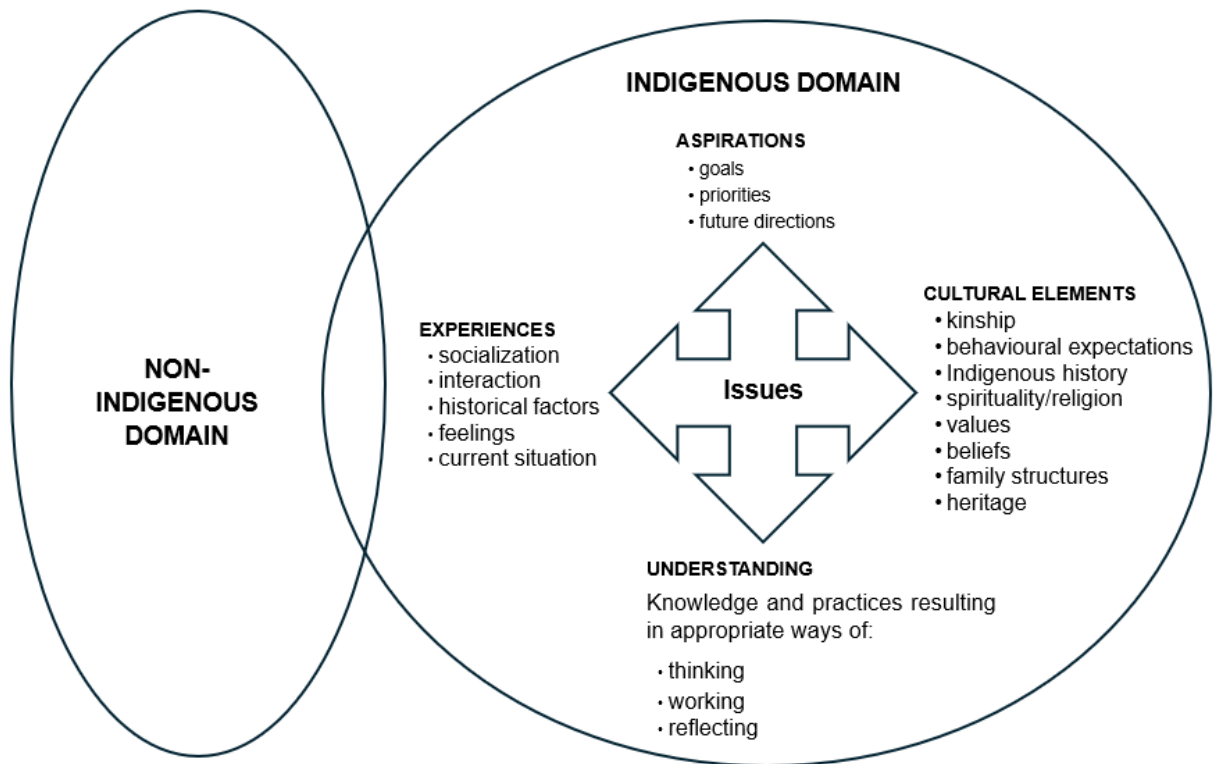 INDIGENOUS DOMAIN
ASPIRATIONS
• goals
• priorities
• future directions
CULTURAL ELEMENTS
• kinship
• behavioural expectations
• Indigenous history
• spirituality/religion
• values
• beliefs
• family structures
• heritage
EXPERIENCES
• socialization
• interaction
• historical factors
• feelings
• current situation
Issues
NON-
INDIGENOUS
DOMAIN
UNDERSTANDING
Knowledge and practices resulting
in appropriate ways of:
• thinking
• working
• reflecting